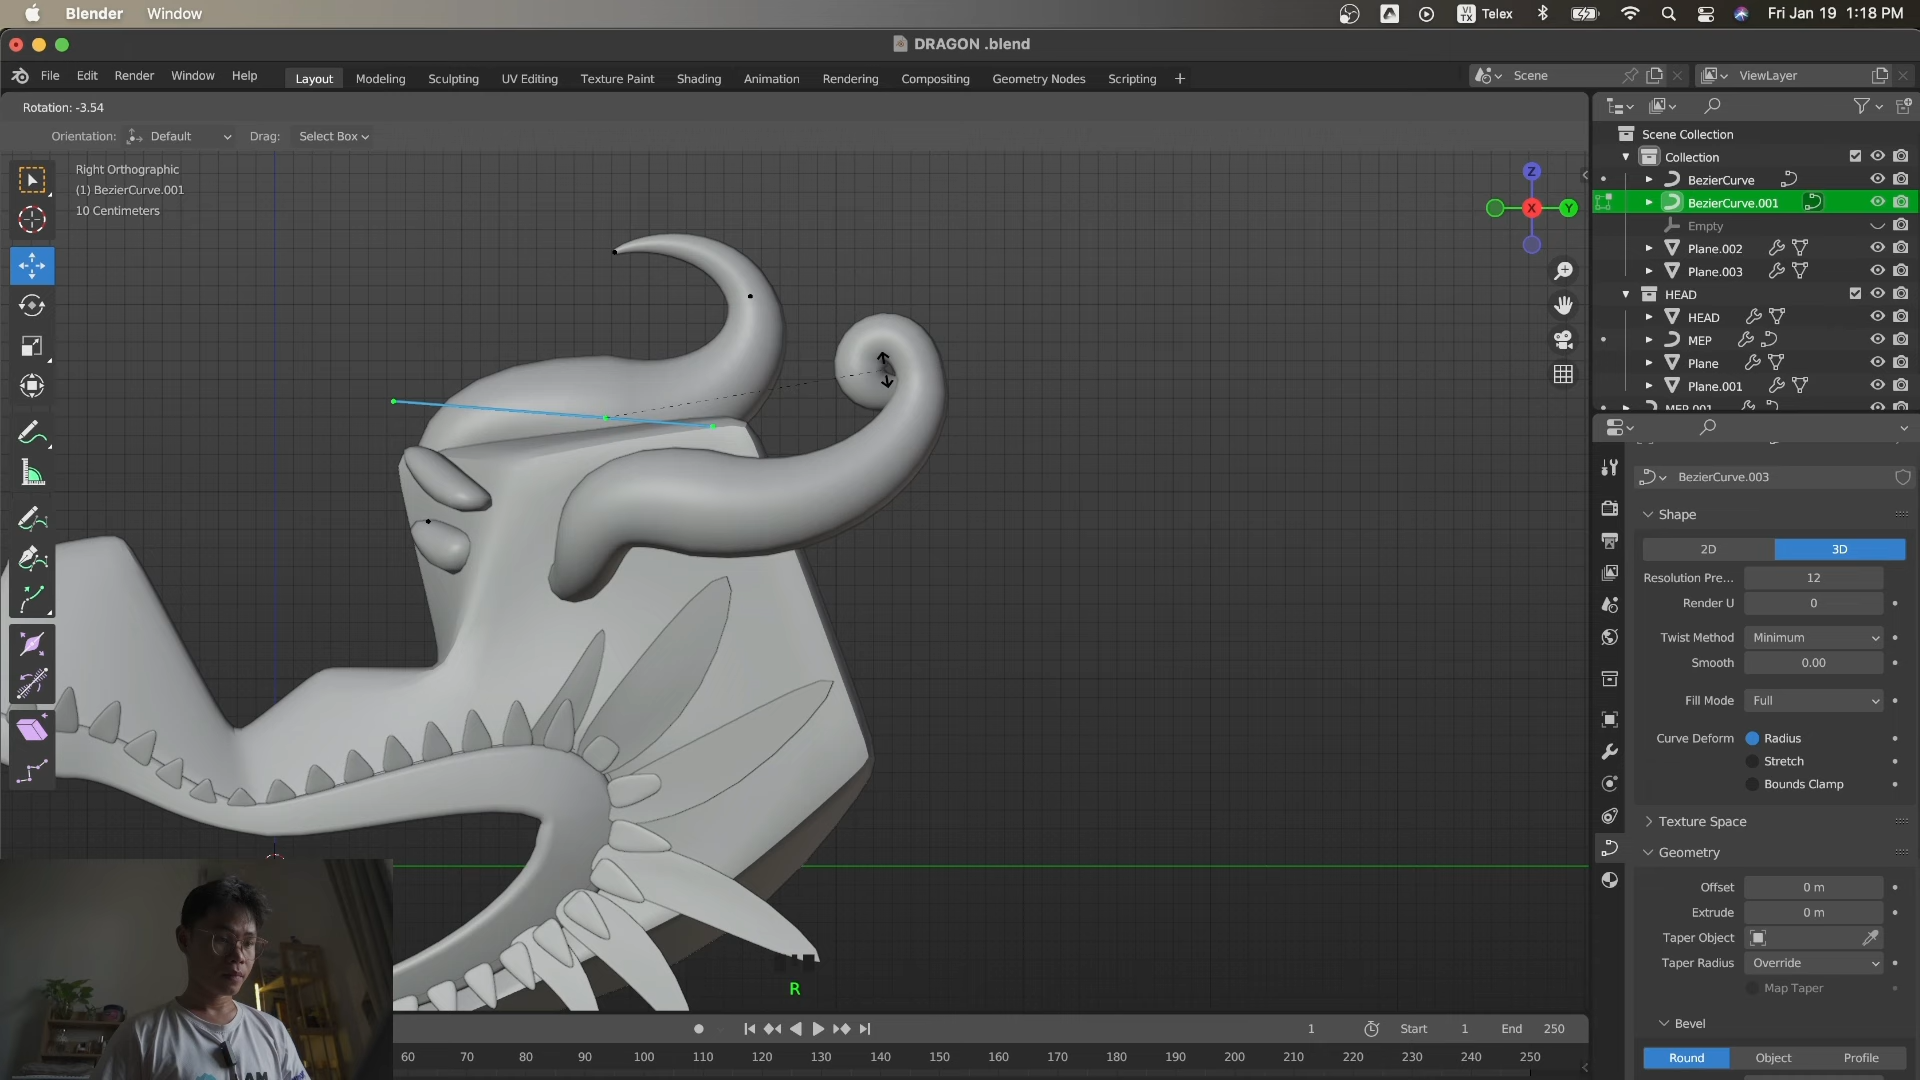 Blender Window
Telex Fri Jan 19 1:18 PM
DRAGON .blend
File Edit Render Window Help Layout Modeling Sculpting UV Editing Texture Paint Shading Animation Rendering Compositing Geometry Nodes Scripting + Scene ViewLayer
Rotation: -3.54
Orientation: Default Drag: Select Box
Right Orthographic
(1) BezierCurve.001
10 Centimeters
Z
X
Y
Scene Collection
Collection
BezierCurve
BezierCurve.001
Empty
Plane.002
Plane.003
HEAD
HEAD
MEP
Plane
Plane.001
MEP.001
BezierCurve.003
Shape
2D 3D
Resolution Pre... 12
Render U 0
Twist Method Minimum
Smooth 0.00
Fill Mode Full
Curve Deform Radius
Stretch
Bounds Clamp
Texture Space
Geometry
Offset 0 m
Extrude 0 m
Taper Object
Taper Radius Override
Map Taper
Bevel
Round Object Profile
R
1 Start 1 End 250
60 70 80 90 100 110 120 130 140 150 160 170 180 190 200 210 220 230 240 250